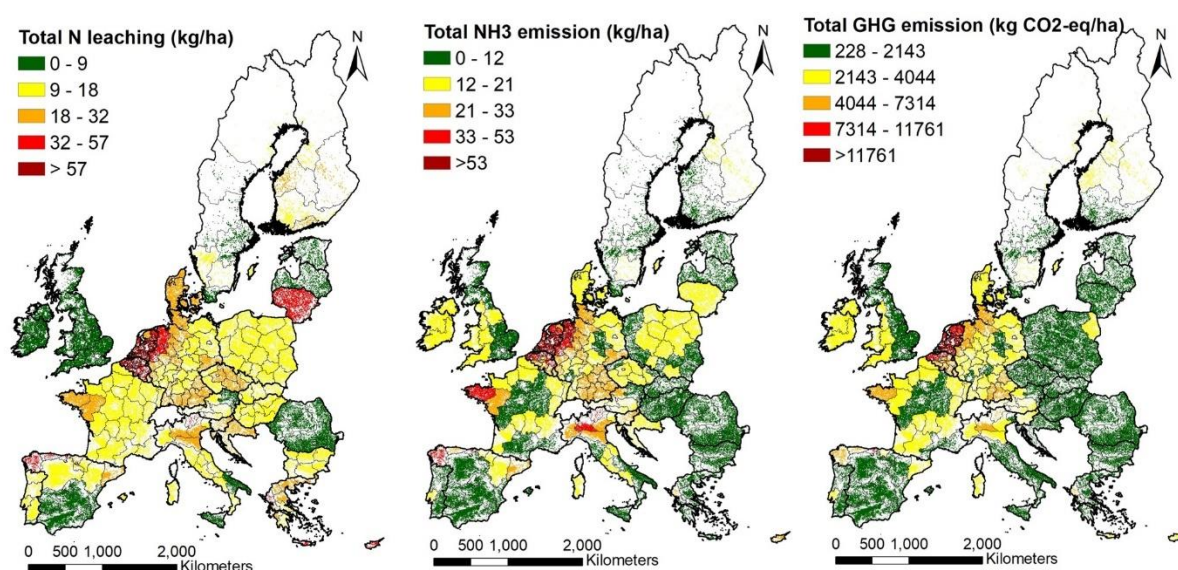 Total N leaching (kg/ha)
0 - 9
9 - 18
18 - 32
32 - 57
> 57
N
0 500 1,000 2,000
Kilometers
Total NH3 emission (kg/ha)
0 - 12
12 - 21
21 - 33
33 - 53
>53
N
0 500 1,000 2,000
Kilometers
Total GHG emission (kg CO2-eq/ha)
228 - 2143
2143 - 4044
4044 - 7314
7314 - 11761
>11761
N
0 500 1,000 2,000
Kilometers